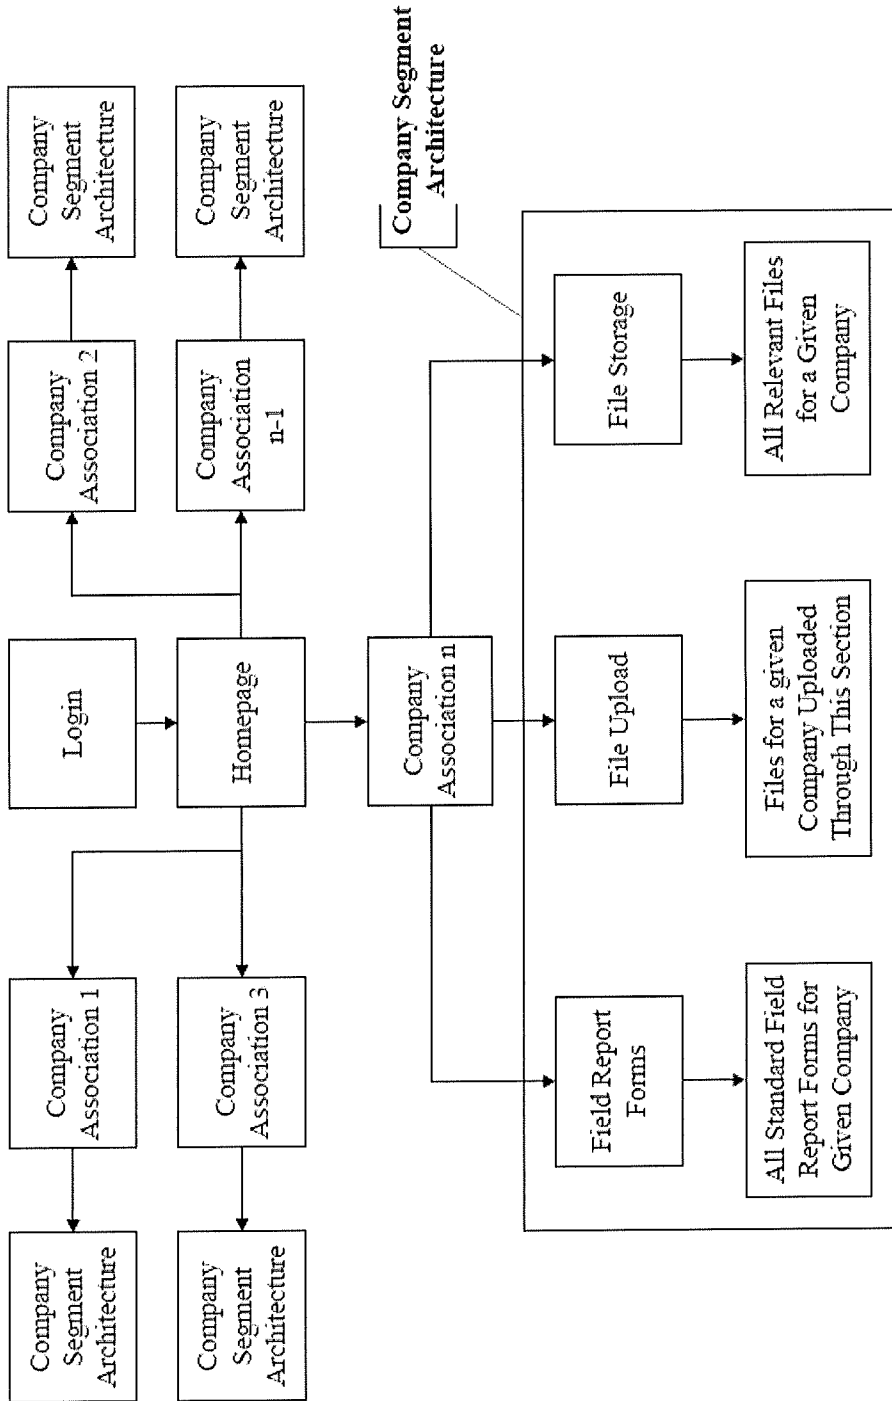 Company
Segment
Architecture
Company
Association 1
Login
Company
Association 2
Company
Segment
Architecture
Company
Segment
Architecture
Company
Association 3
Homepage
Company
Association
n-1
Company
Segment
Architecture
Company
Association n
Company Segment
Architecture
Field Report
Forms
File Upload
File Storage
All Standard Field
Report Forms for
Given Company
Files for a given
Company Uploaded
Through This Section
All Relevant Files
for a Given
Company